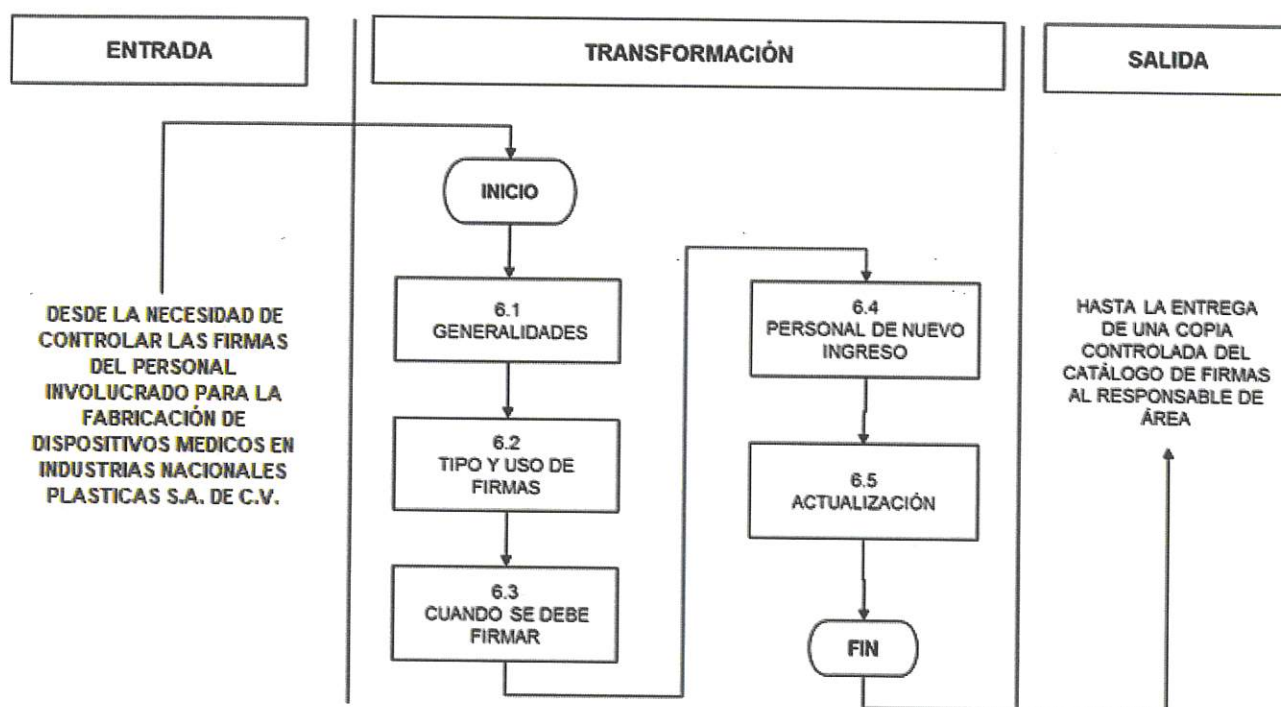 ENTRADA
TRANSFORMACIÓN
SALIDA
INICIO
DESDE LA NECESIDAD DE
CONTROLAR LAS FIRMAS
DEL PERSONAL
INVOLUCRADO PARA LA
FABRICACIÓN DE
DISPOSITIVOS MEDICOS EN
INDUSTRIAS NACIONALES
PLASTICAS S.A. DE C.V.
6.1
GENERALIDADES
6.2
TIPO Y USO DE
FIRMAS
6.3
CUANDO SE DEBE
FIRMAR
6.4
PERSONAL DE NUEVO
INGRESO
6.5
ACTUALIZACIÓN
FIN
HASTA LA ENTREGA
DE UNA COPIA
CONTROLADA DEL
CATÁLOGO DE FIRMAS
AL RESPONSABLE DE
ÁREA